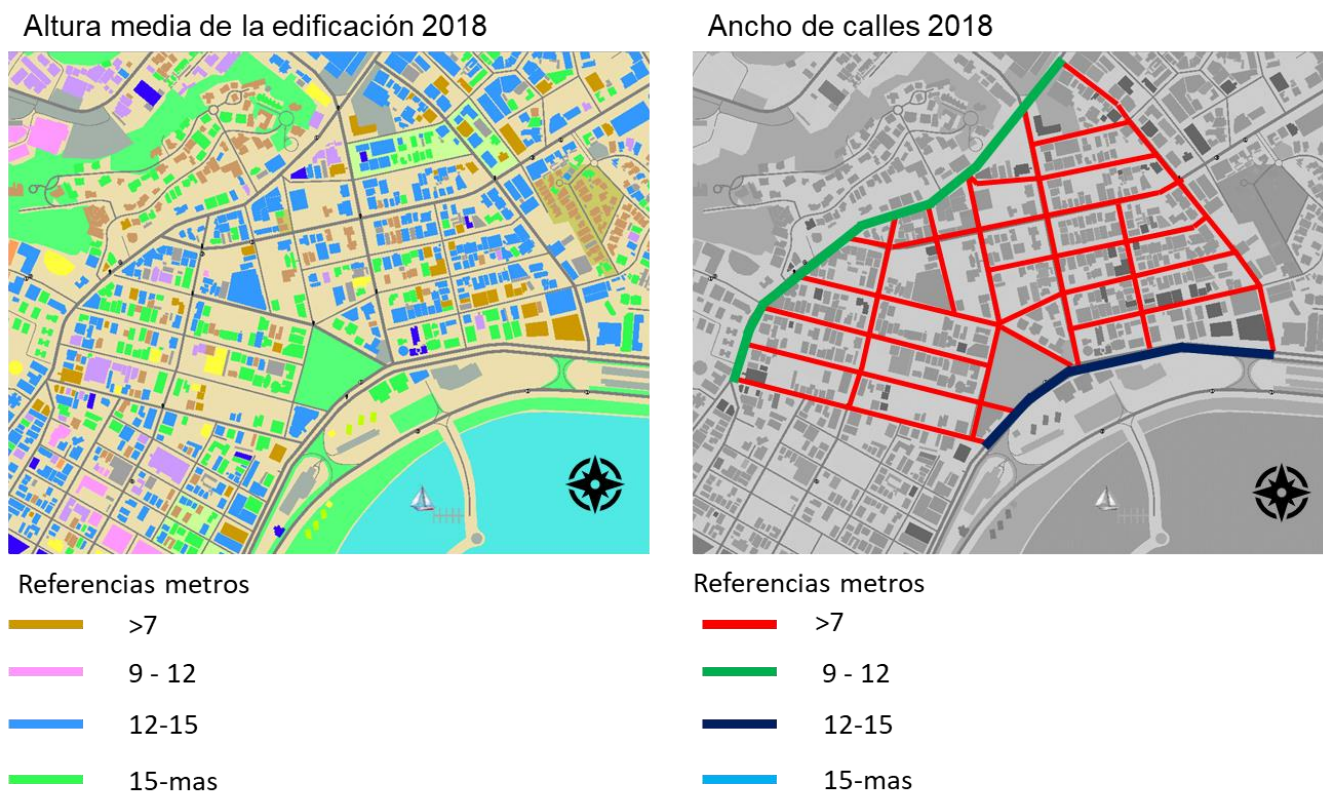 Altura media de la edificación 2018
Ancho de calles 2018
Referencias metros
>7
9 - 12
12-15
15-mas
Referencias metros
>7
9 - 12
12-15
15-mas